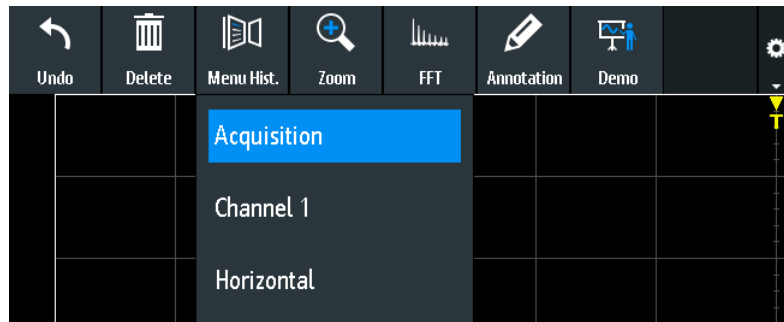 Undo Delete Menu Hist. Zoom FFT Annotation Demo
T
Acquisition
Channel 1
Horizontal